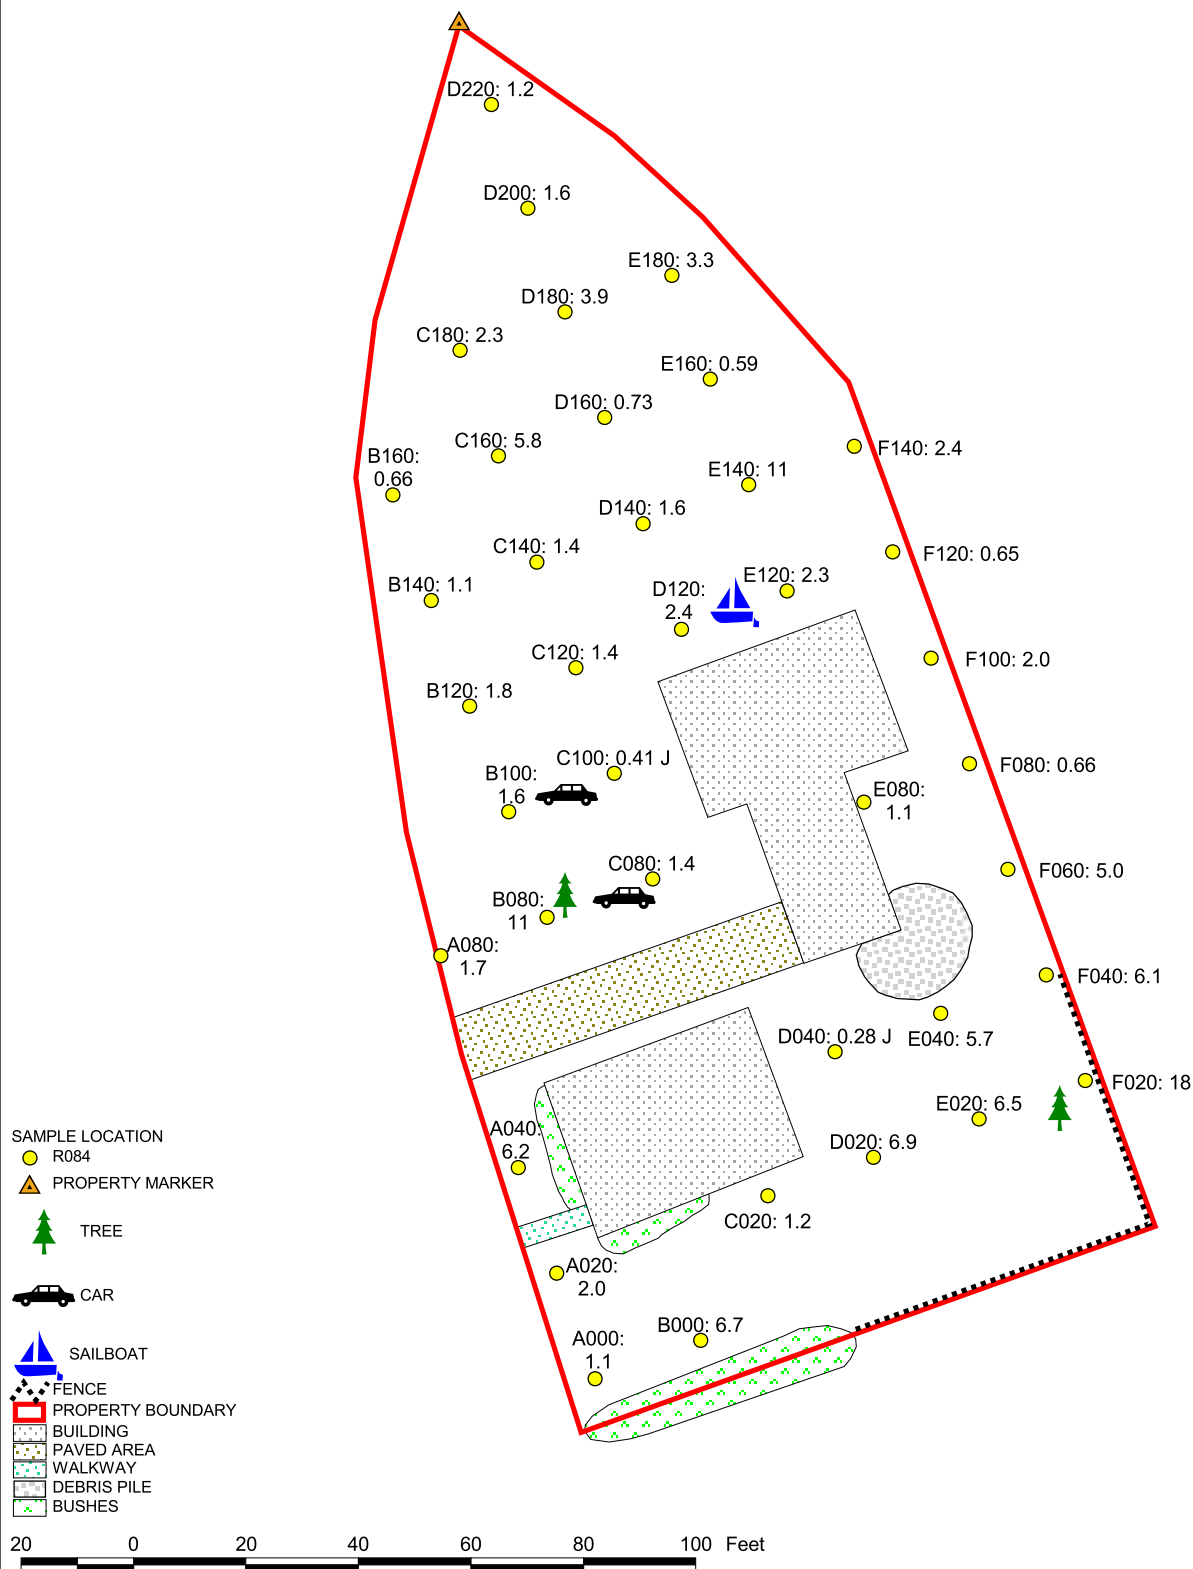 D220: 1.2
D200: 1.6
E180: 3.3
D180: 3.9
C180: 2.3
E160: 0.59
D160: 0.73
C160: 5.8
B160:
0.66
F140: 2.4
E140: 11
D140: 1.6
C140: 1.4
B140: 1.1
F120: 0.65
E120: 2.3
D120:
2.4
C120: 1.4
B120: 1.8
F100: 2.0
C100: 0.41 J
B100:
1.6
F080: 0.66
E080:
1.1
C080: 1.4
B080:
11
A080:
1.7
F060: 5.0
F040: 6.1
E040: 5.7
D040: 0.28 J
A040:
6.2
F020: 18
E020: 6.5
D020: 6.9
C020: 1.2
A020:
2.0
B000: 6.7
A000:
1.1
SAMPLE LOCATION
R084
PROPERTY MARKER
TREE
CAR
SAILBOAT
FENCE
PROPERTY BOUNDARY
BUILDING
PAVED AREA
WALKWAY
DEBRIS PILE
BUSHES
20 0 20 40 60 80 100 Feet